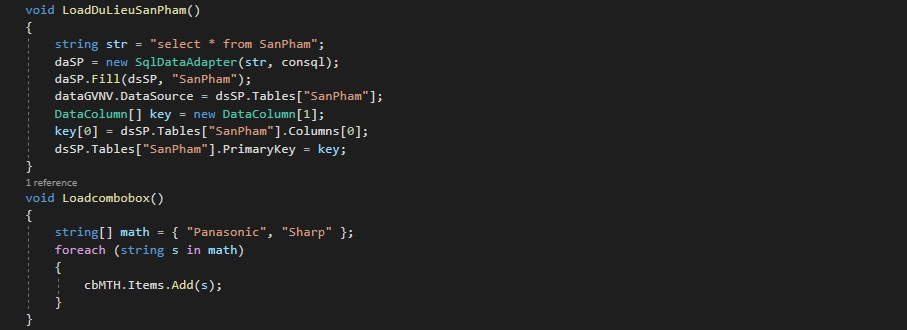 void LoadDuLieuSanPham()
{
string str = "select * from SanPham";
daSP = new SqlDataAdapter(str, consql);
daSP.Fill(dsSP, "SanPham");
dataGVNV.DataSource = dsSP.Tables["SanPham"];
DataColumn[] key = new DataColumn[1];
key[0] = dsSP.Tables["SanPham"].Columns[0];
dsSP.Tables["SanPham"].PrimaryKey = key;
}
1 reference
void Loadcombobox()
{
string[] math = { "Panasonic", "Sharp" };
foreach (string s in math)
{
cbMTH.Items.Add(s);
}
}